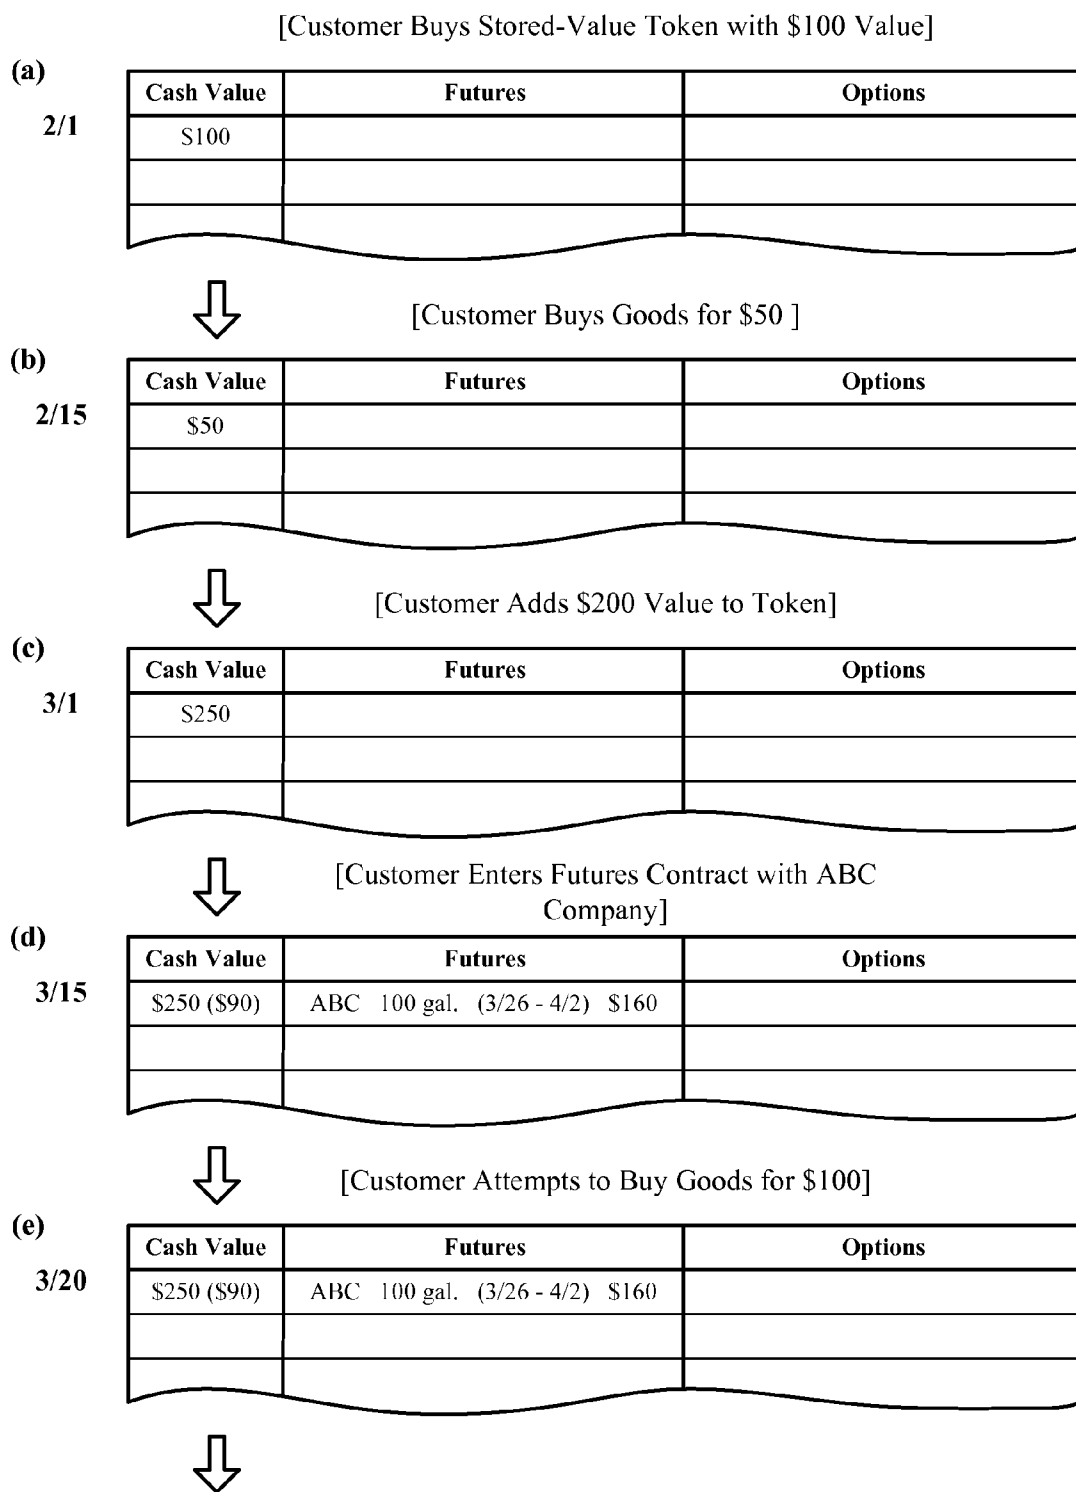 [Customer Buys Stored-Value Token with $100 Value]
(a)
Cash Value Futures Options
2/1
$100
[Customer Buys Goods for $50 ]
(b)
Cash Value Futures Options
2/15
$50
[Customer Adds $200 Value to Token]
(c)
Cash Value Futures Options
3/1
$250
[Customer Enters Futures Contract with ABC
Company]
(d)
Cash Value Futures Options
3/15
$250 ($90) ABC 100 gal. (3/26 - 4/2) $160
[Customer Attempts to Buy Goods for $100]
(e)
Cash Value Futures Options
3/20
$250 ($90) ABC 100 gal. (3/26 - 4/2) $160